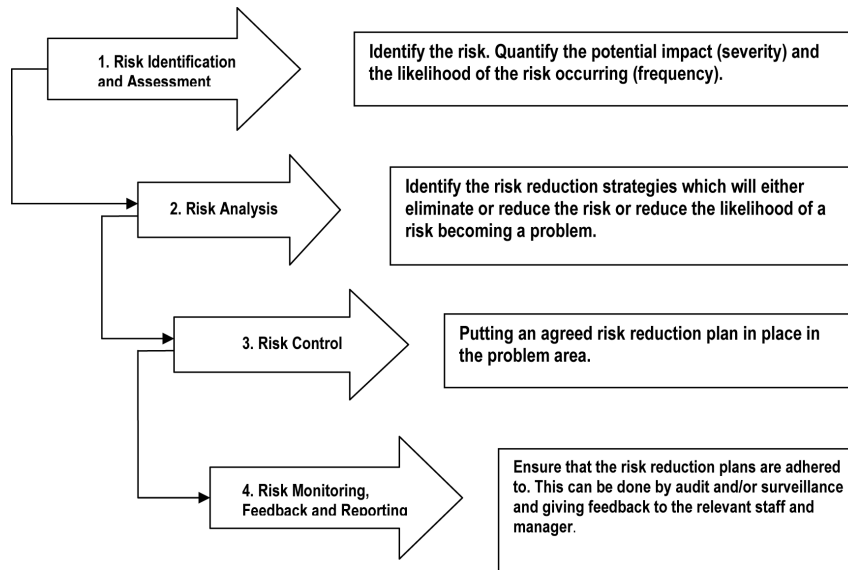 1. Risk Identification
and Assessment
Identify the risk. Quantify the potential impact (severity) and
the likelihood of the risk occurring (frequency).
2. Risk Analysis
Identify the risk reduction strategies which will either
eliminate or reduce the risk or reduce the likelihood of a
risk becoming a problem.
3. Risk Control
Putting an agreed risk reduction plan in place in
the problem area.
4. Risk Monitoring,
Feedback and Reporting
Ensure that the risk reduction plans are adhered
to. This can be done by audit and/or surveillance
and giving feedback to the relevant staff and
manager.